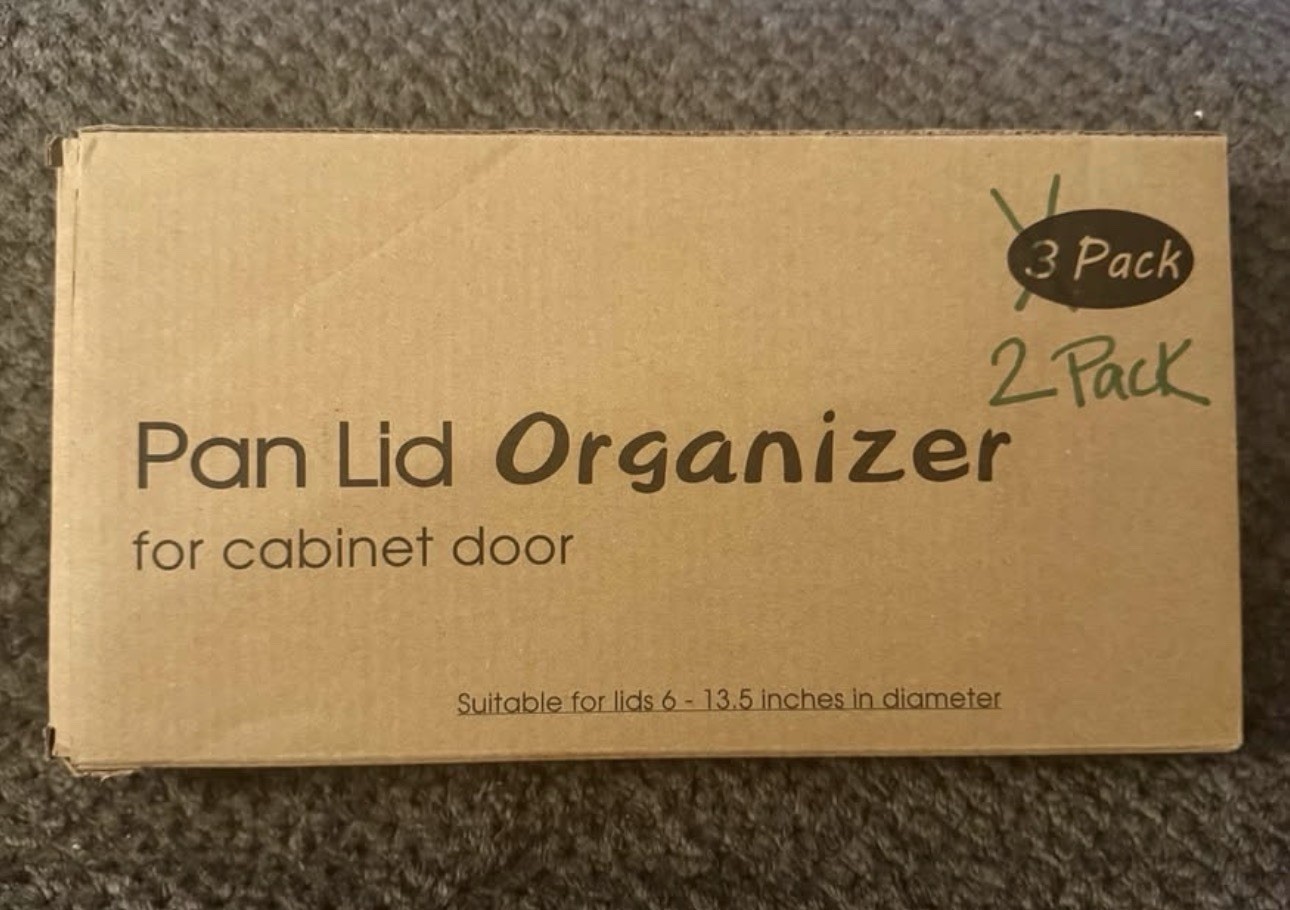 3 Pack
2 Pack
Pan Lid Organizer
for cabinet door
Suitable for lids 6 - 13.5 inches in diameter